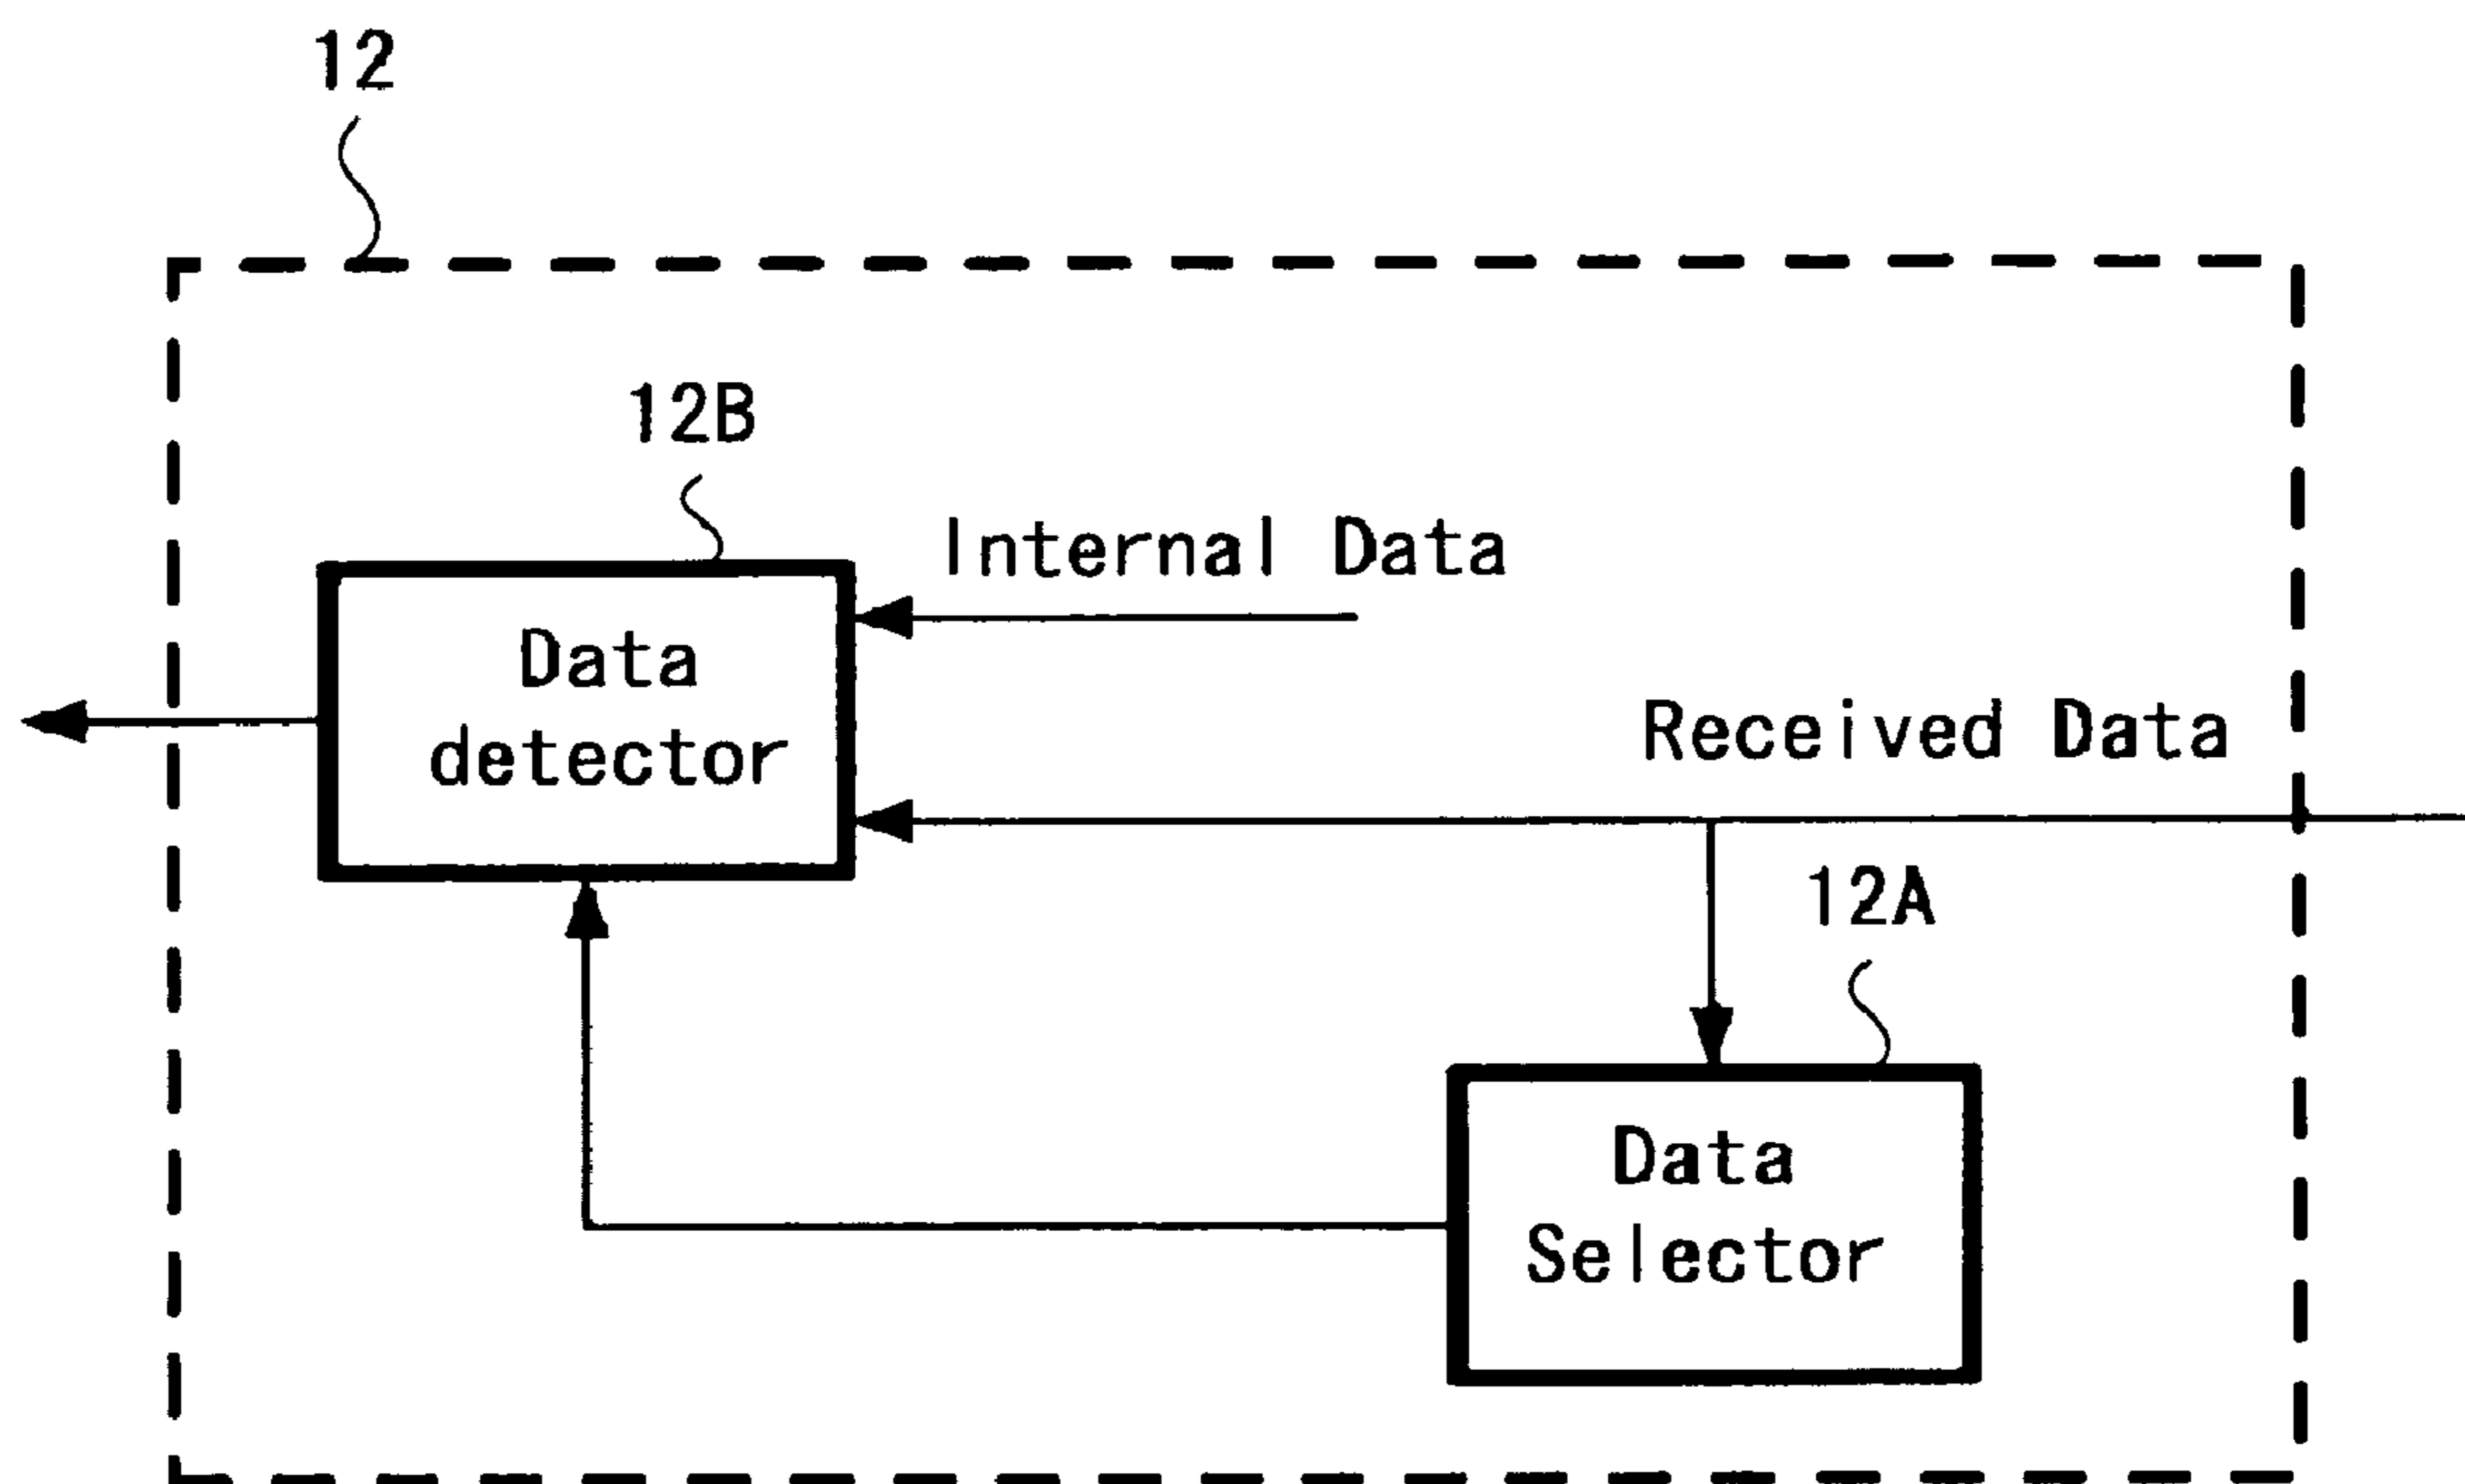 12
12B
Internal Data
Data
detector
Received Data
12A
Data
Selector